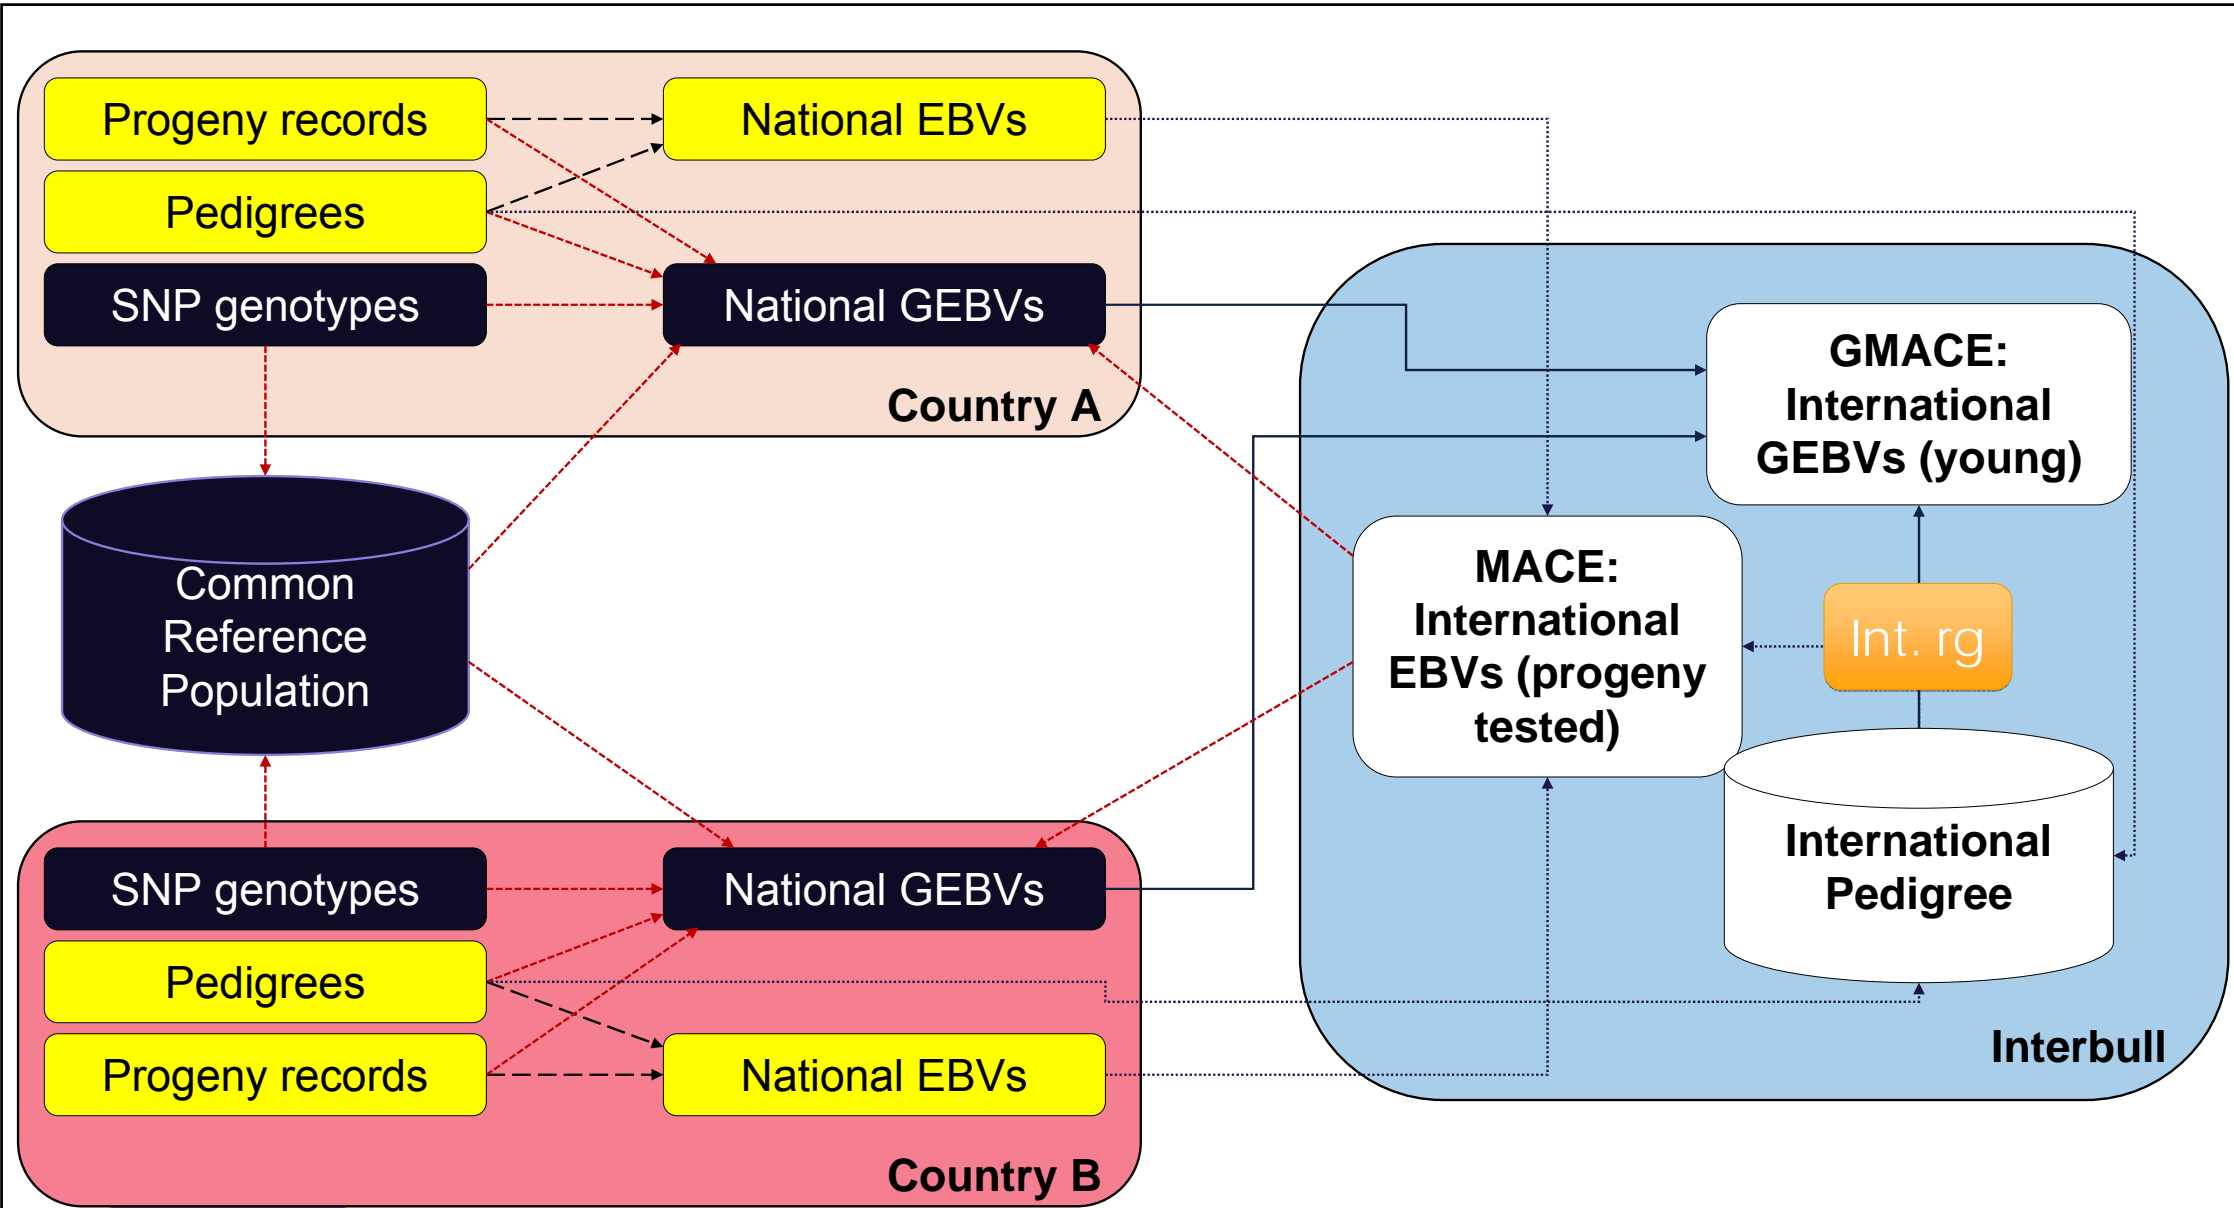 Progeny records
National EBVs
Pedigrees
SNP genotypes
National GEBVs
Country A
Common
Reference
Population
GMACE:
International
GEBVs (young)
MACE:
International
EBVs (progeny
tested)
Int. rg
International
Pedigree
Interbull
SNP genotypes
National GEBVs
Pedigrees
Progeny records
National EBVs
Country B